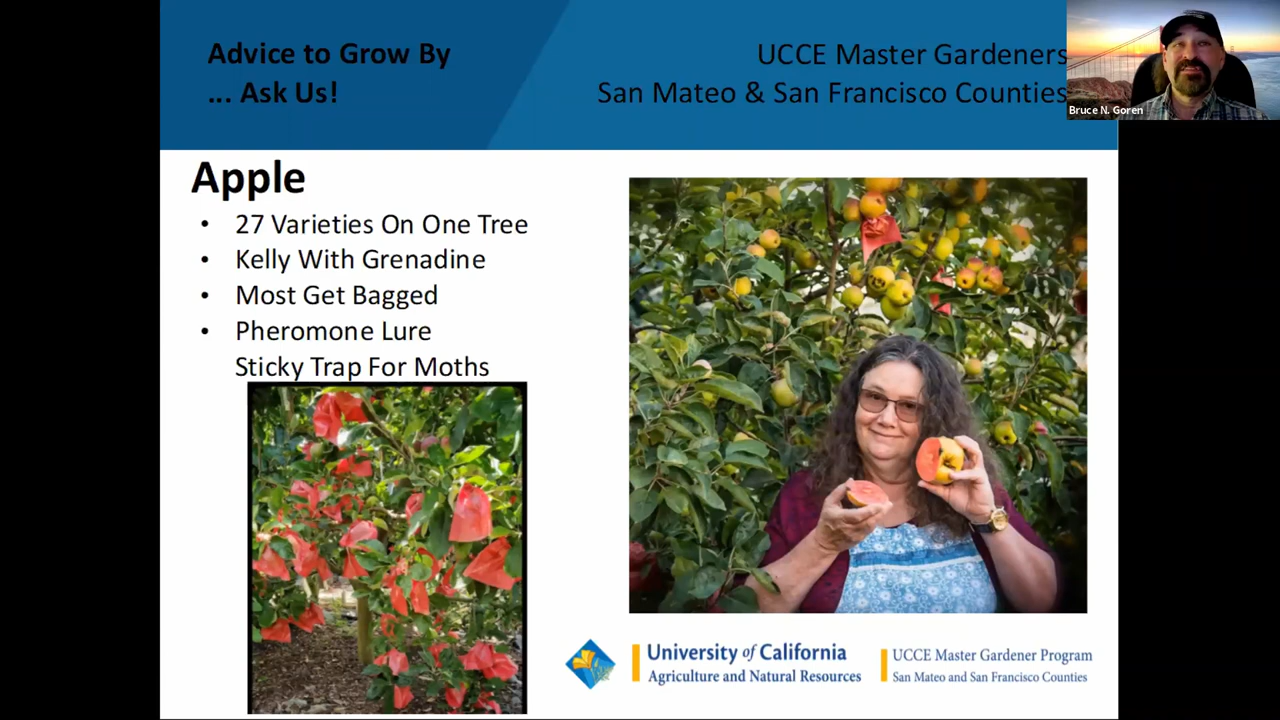 Advice to Grow By
... Ask Us!
UCCE Master Gardeners
San Mateo & San Francisco Counties
Bruce N. Goren
Apple
• 27 Varieties On One Tree
• Kelly With Grenadine
• Most Get Bagged
• Pheromone Lure
Sticky Trap For Moths
University of California
Agriculture and Natural Resources
UCCE Master Gardener Program
San Mateo and San Francisco Counties